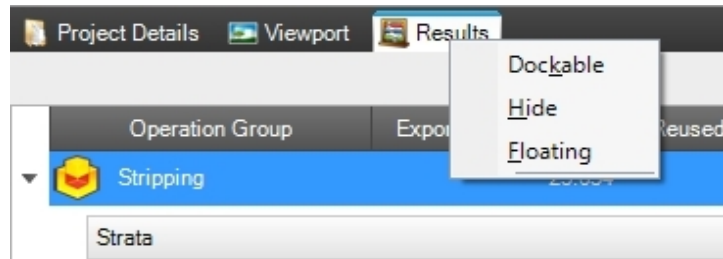 Project Details Viewport Results
Dockable
Hide
Floating
Operation Group
Stripping
Strata